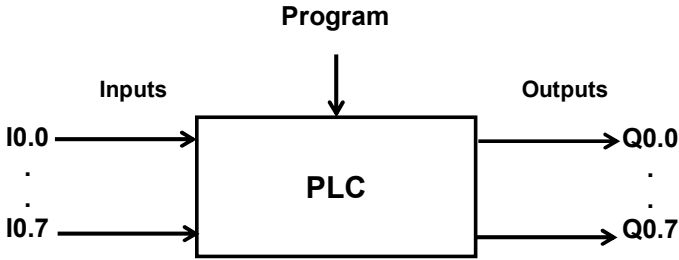 Program
Inputs
Outputs
I0.0
Q0.0
.
.
.
.
PLC
I0.7
Q0.7